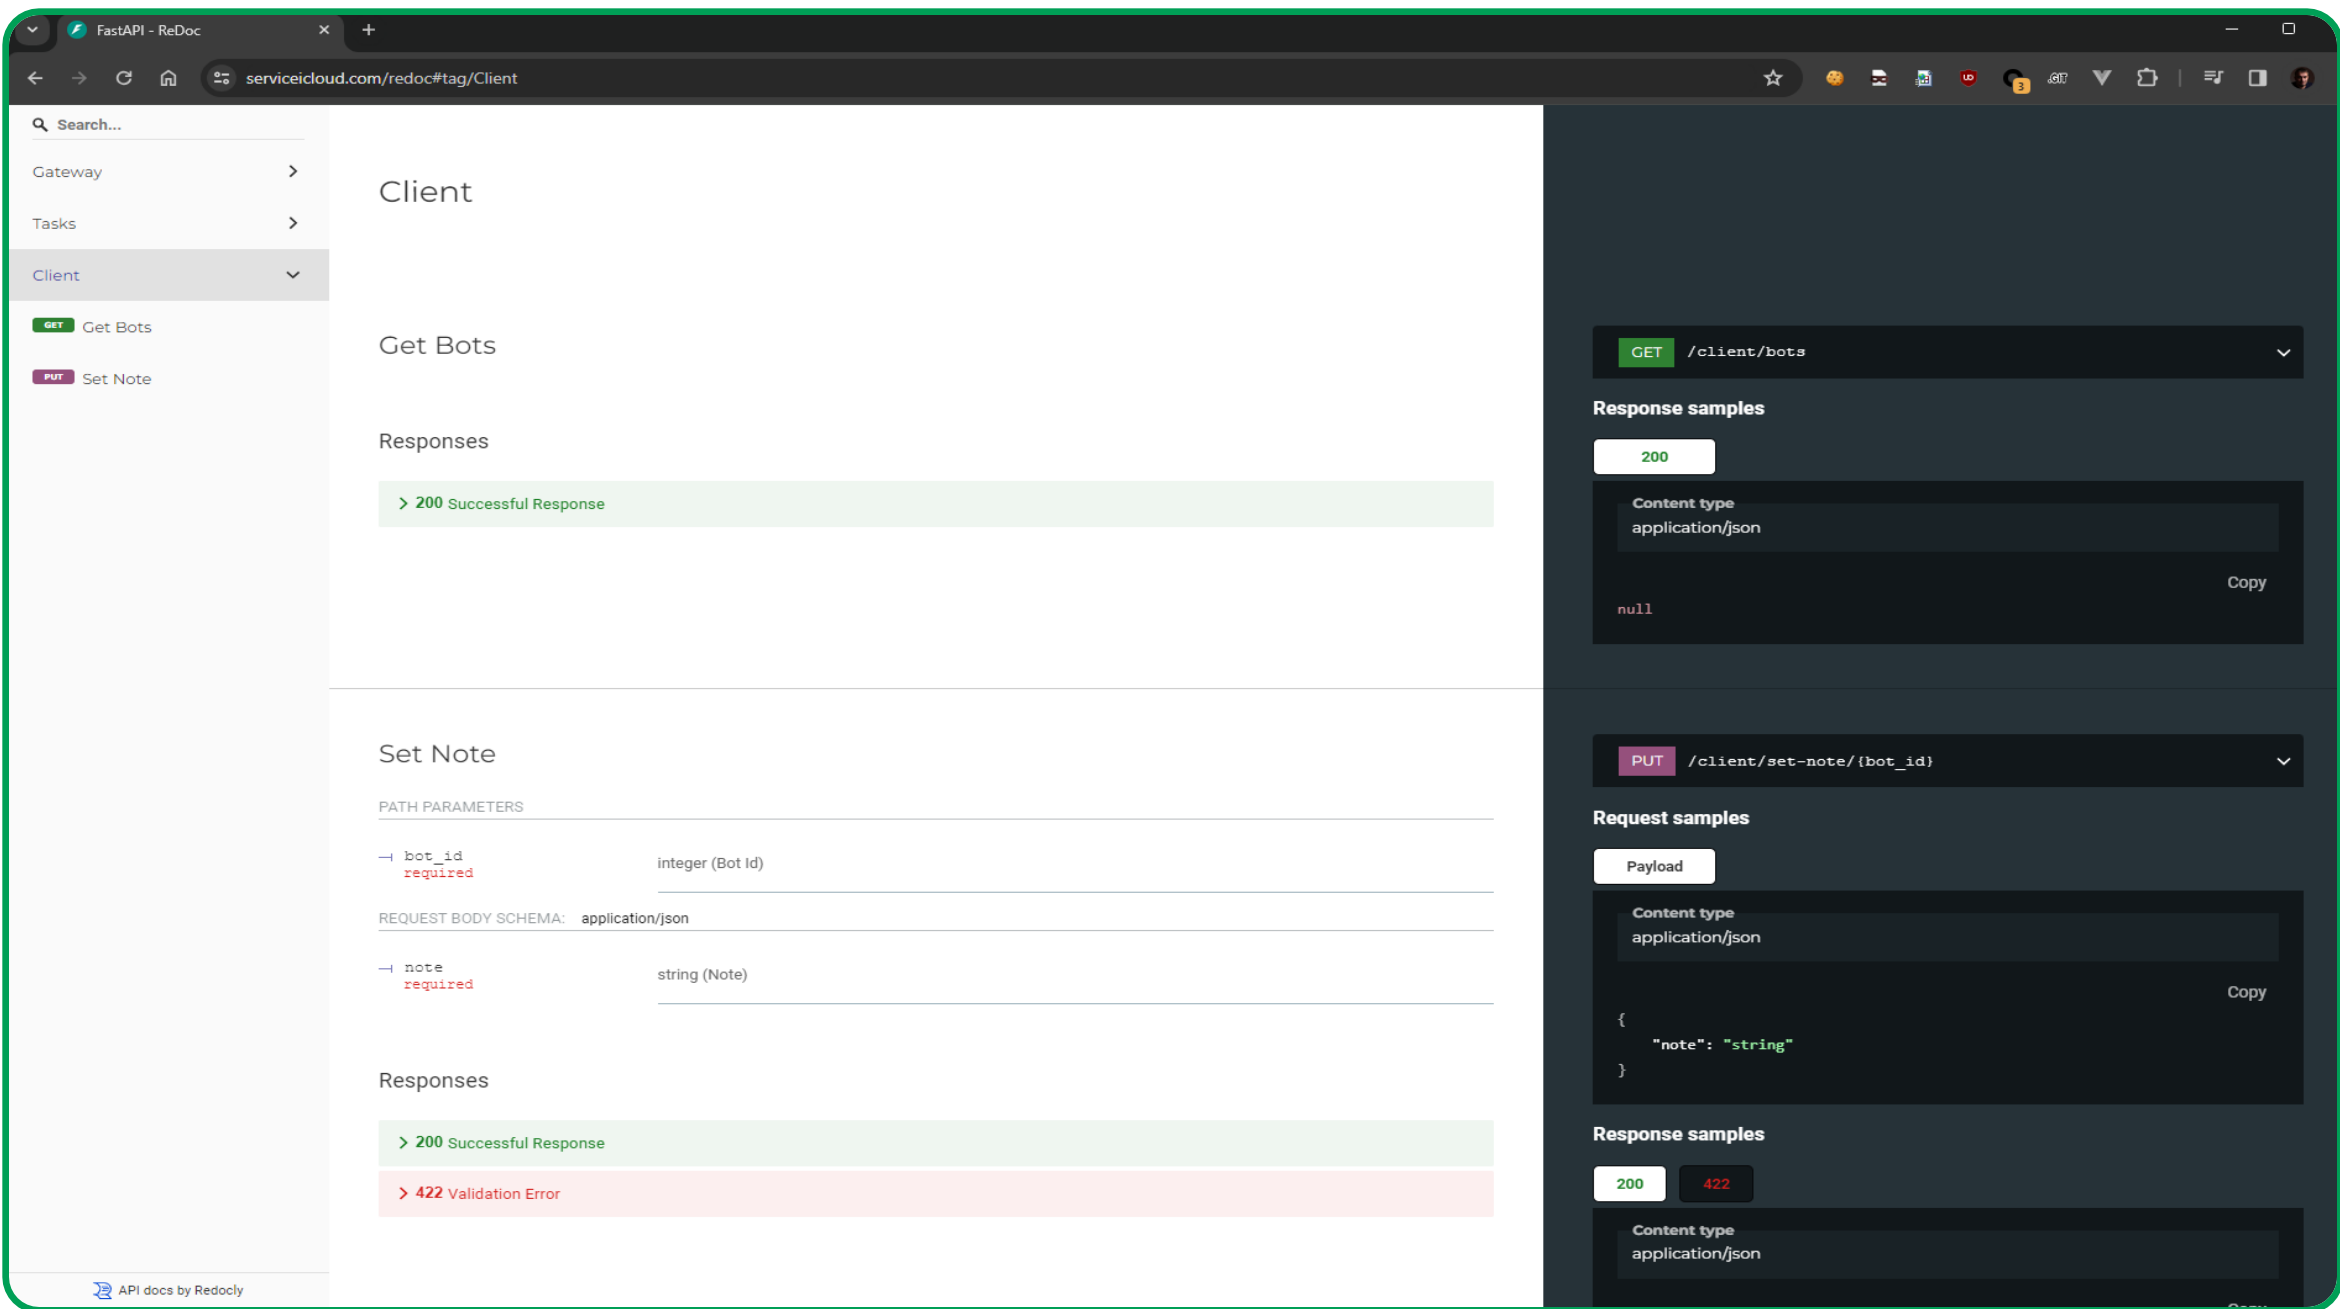 FastAPI - ReDoc
serviceicloud.com/redoc#tag/Client
3
.GIT
UD
Search...
Gateway
Tasks
Client
GET Get Bots
PUT Set Note
API docs by Redocly
Client
Get Bots
Responses
200 Successful Response
GET /client/bots
Response samples
200
Content type
application/json
Copy
null
Set Note
PATH PARAMETERS
bot_id
required
integer (Bot Id)
REQUEST BODY SCHEMA: application/json
note
required
string (Note)
Responses
200 Successful Response
422 Validation Error
PUT /client/set-note/{bot_id}
Request samples
Payload
Content type
application/json
Copy
{
"note": "string"
}
Response samples
200 422
Content type
application/json
Copy